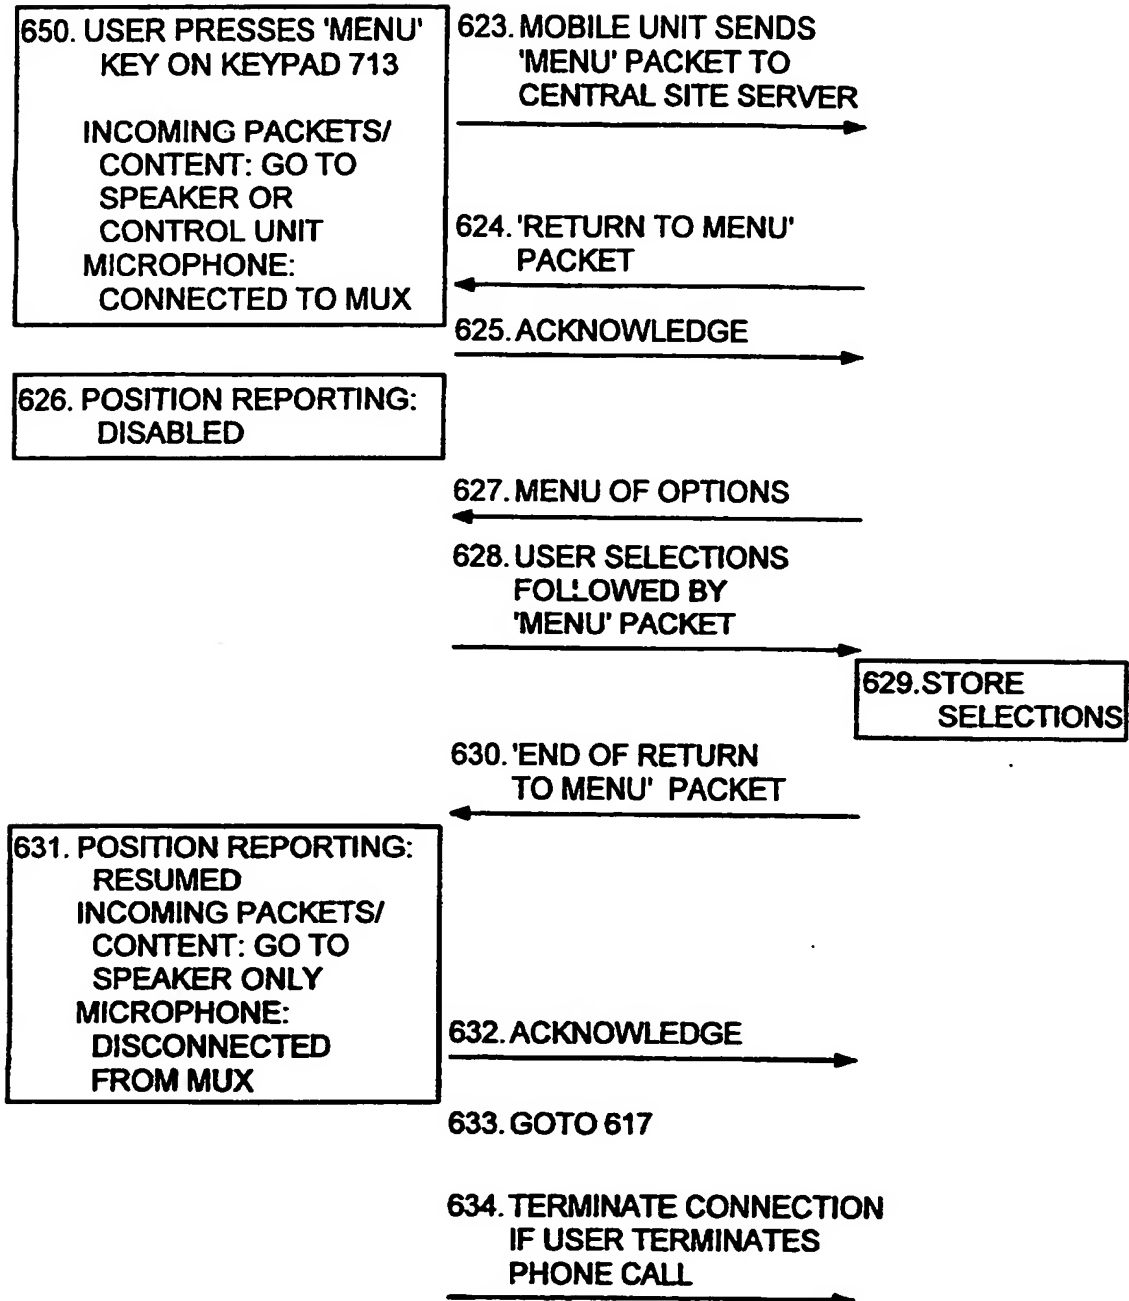 650. USER PRESSES 'MENU'
KEY ON KEYPAD 713
INCOMING PACKETS/
CONTENT: GO TO
SPEAKER OR
CONTROL UNIT
MICROPHONE:
CONNECTED TO MUX
623. MOBILE UNIT SENDS
'MENU' PACKET TO
CENTRAL SITE SERVER
624. 'RETURN TO MENU'
PACKET
625. ACKNOWLEDGE
626. POSITION REPORTING:
DISABLED
627. MENU OF OPTIONS
628. USER SELECTIONS
FOLLOWED BY
'MENU' PACKET
629. STORE
SELECTIONS
630. 'END OF RETURN
TO MENU' PACKET
631. POSITION REPORTING:
RESUMED
INCOMING PACKETS/
CONTENT: GO TO
SPEAKER ONLY
MICROPHONE:
DISCONNECTED
FROM MUX
632. ACKNOWLEDGE
633. GOTO 617
634. TERMINATE CONNECTION
IF USER TERMINATES
PHONE CALL